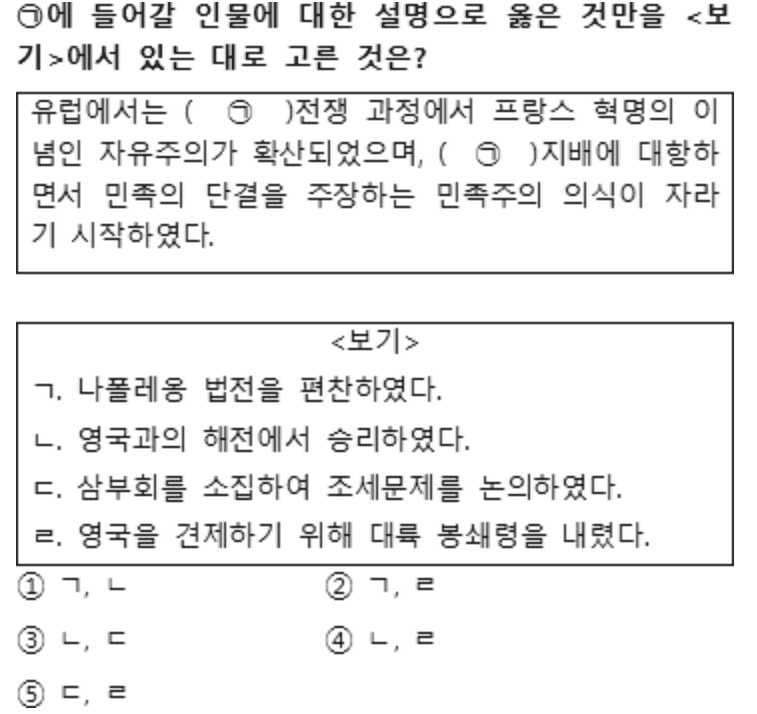 ㉠에 들어갈 인물에 대한 설명으로 옳은 것만을 <보
기>에서 있는 대로 고른 것은?
유럽에서는 ( ㉠ )전쟁 과정에서 프랑스 혁명의 이
념인 자유주의가 확산되었으며, ( ㉠ )지배에 대항하
면서 민족의 단결을 주장하는 민족주의 의식이 자라
기 시작하였다.
<보기>
ㄱ. 나폴레옹 법전을 편찬하였다.
ㄴ. 영국과의 해전에서 승리하였다.
ㄷ. 삼부회를 소집하여 조세문제를 논의하였다.
ㄹ. 영국을 견제하기 위해 대륙 봉쇄령을 내렸다.
① ㄱ, ㄴ ② ㄱ, ㄹ
③ ㄴ, ㄷ ④ ㄴ, ㄹ
⑤ ㄷ, ㄹ